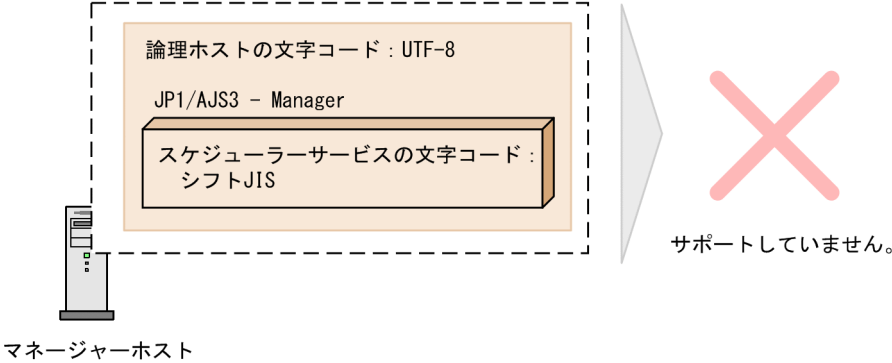 論理ホストの文字コード：UTF-8
JP1/AJS3 - Manager
スケジューラーサービスの文字コード：
シフトJIS
サポートしていません。
マネージャーホスト